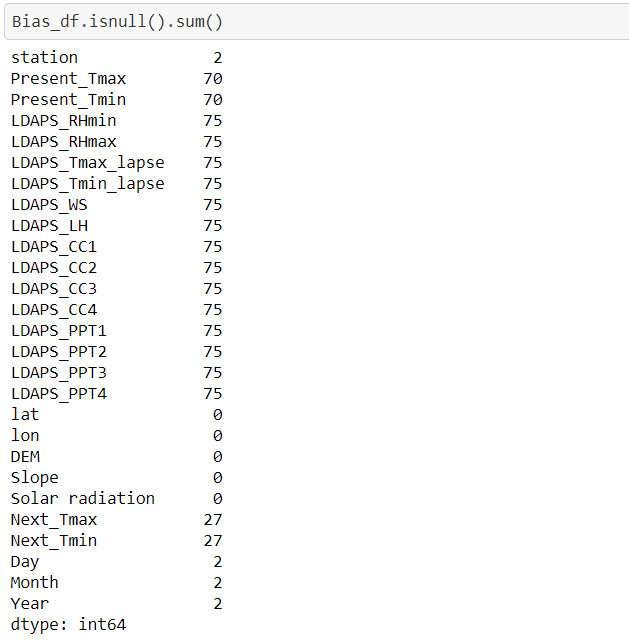 Bias_df.isnull().sum()
station 2
Present_Tmax 70
Present_Tmin 70
LDAPS_RHmin 75
LDAPS_RHmax 75
LDAPS_Tmax_lapse 75
LDAPS_Tmin_lapse 75
LDAPS_WS 75
LDAPS_LH 75
LDAPS_CC1 75
LDAPS_CC2 75
LDAPS_CC3 75
LDAPS_CC4 75
LDAPS_PPT1 75
LDAPS_PPT2 75
LDAPS_PPT3 75
LDAPS_PPT4 75
lat 0
lon 0
DEM 0
Slope 0
Solar radiation 0
Next_Tmax 27
Next_Tmin 27
Day 2
Month 2
Year 2
dtype: int64